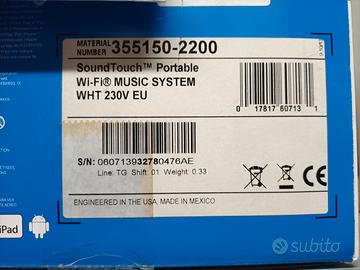 MATERIAL NUMBER 355150-2200
SoundTouch™ Portable
Wi-Fi® MUSIC SYSTEM
WHT 230V EU
0 17817 60713 1
S/N: 060713932780476AE
Line: TG Shift: 01 Weight: 0.33
ENGINEERED IN THE USA, MADE IN MEXICO
iPad
subito